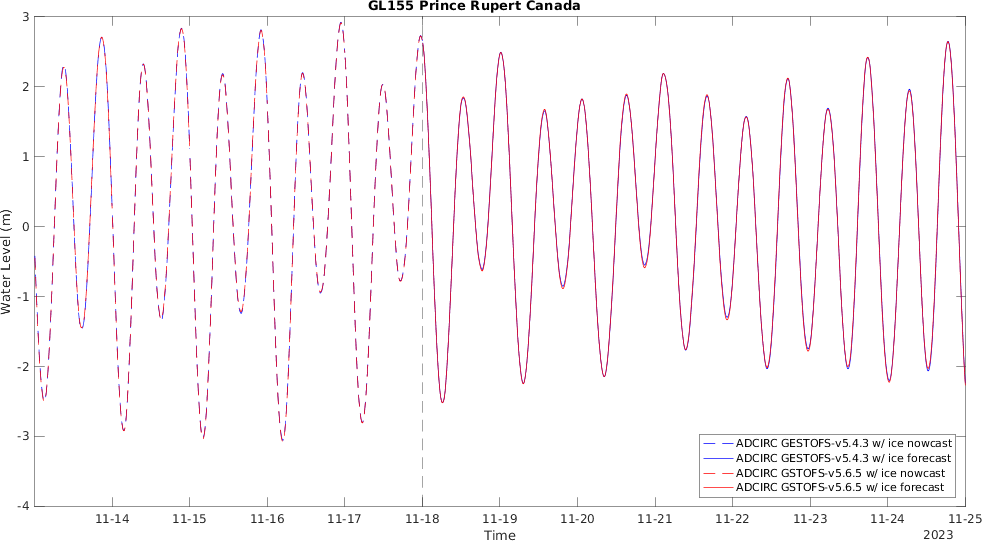 GL155 Prince Rupert Canada
3
2
1
0
-1
-2
-3
-4
Water Level (m)
ADCIRC GESTOFS-v5.4.3 w/ ice nowcast
ADCIRC GESTOFS-v5.4.3 w/ ice forecast
ADCIRC GSTOFS-v5.6.5 w/ ice nowcast
ADCIRC GSTOFS-v5.6.5 w/ ice forecast
11-14 11-15 11-16 11-17 11-18 11-19 11-20 11-21 11-22 11-23 11-24 11-25
Time
2023